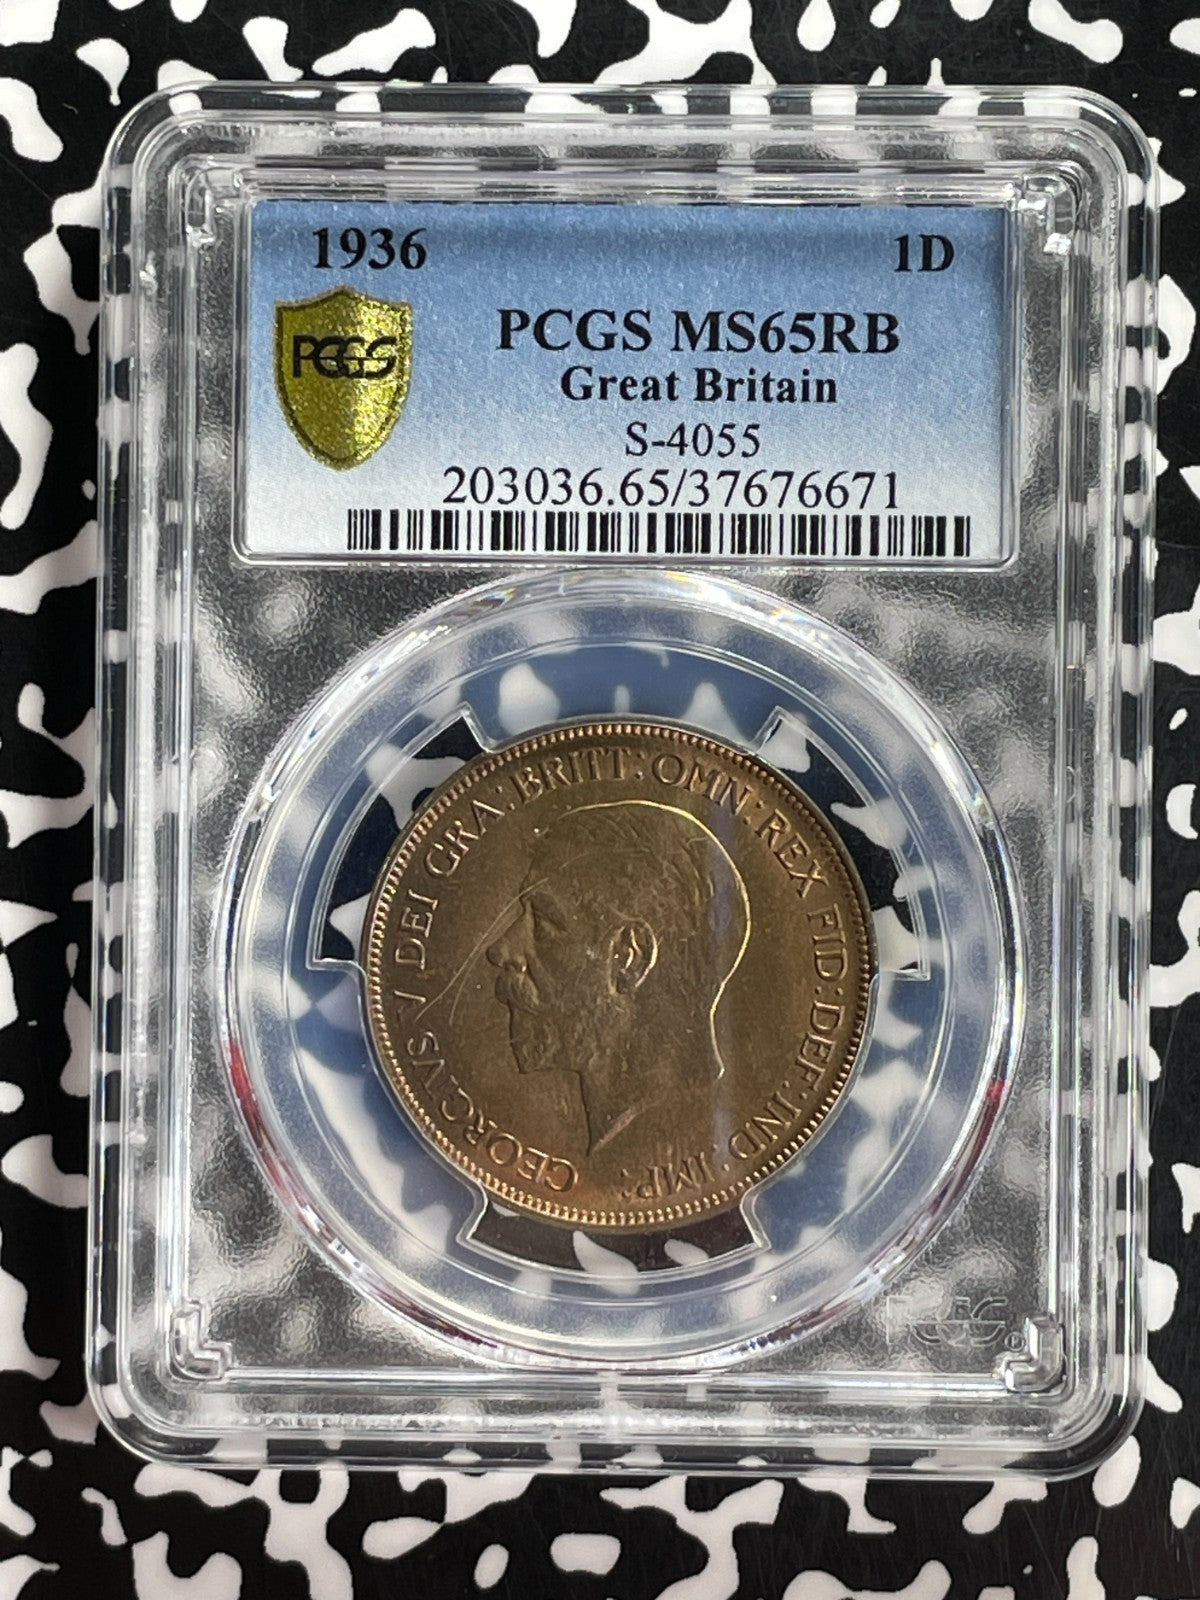 1936 1D
PCGS
PCGS MS65RB
Great Britain
S-4055
203036.65/37676671
GEORGIVS V DEI GRA: BRITT: OMN: REX FID: DEF: IND: IMP:
PCGS